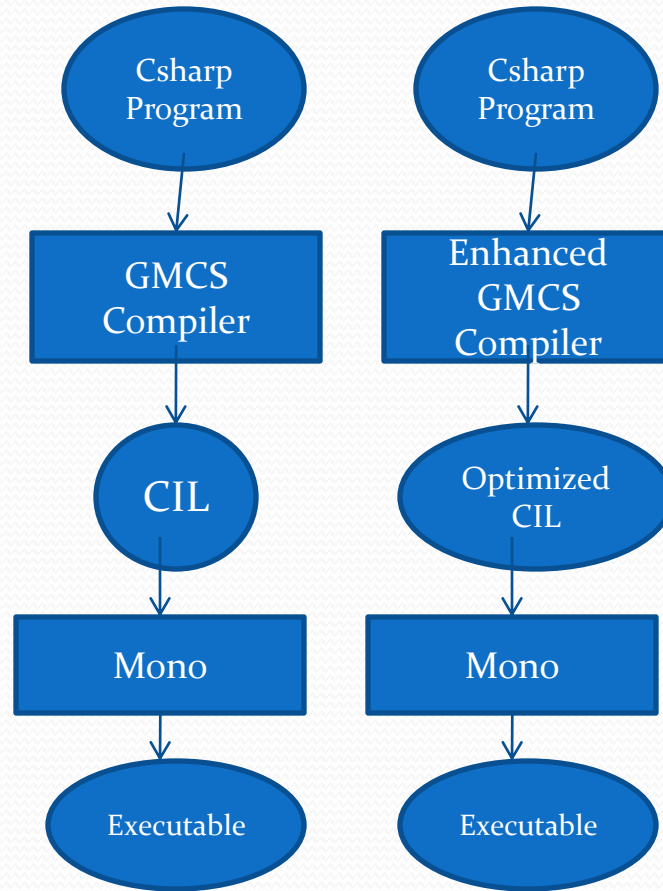 Csharp
Program
GMCS
Compiler
CIL
Mono
Executable
Csharp
Program
Enhanced
GMCS
Compiler
Optimized
CIL
Mono
Executable